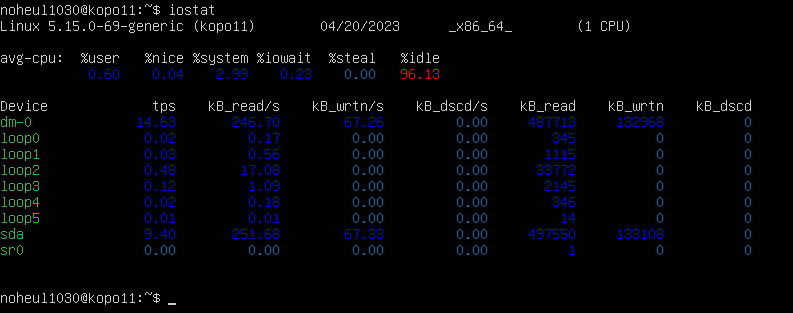 noheul1030@kopo11:~$ iostat
Linux 5.15.0-69-generic (kopo11) 04/20/2023 _x86_64_ (1 CPU)
avg-cpu: %user %nice %system %iowait %steal %idle
0.60 0.04 2.99 0.23 0.00 96.13
Device tps kB_read/s kB_wrtn/s kB_dscd/s kB_read kB_wrtn kB_dscd
dm-0 14.63 246.70 67.26 0.00 487713 132968 0
loop0 0.02 0.17 0.00 0.00 345 0 0
loop1 0.03 0.56 0.00 0.00 1115 0 0
loop2 0.48 17.08 0.00 0.00 33772 0 0
loop3 0.12 1.09 0.00 0.00 2145 0 0
loop4 0.02 0.18 0.00 0.00 346 0 0
loop5 0.01 0.01 0.00 0.00 14 0 0
sda 9.40 251.68 67.33 0.00 497550 133108 0
sr0 0.00 0.00 0.00 0.00 1 0 0
noheul1030@kopo11:~$ _